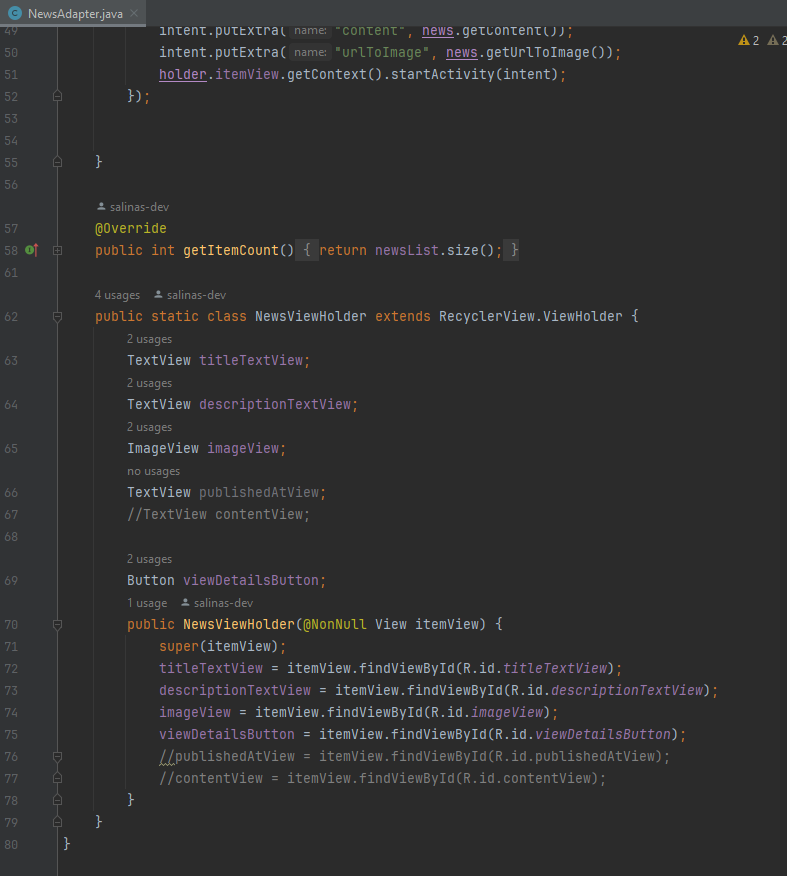 NewsAdapter.java
49 intent.putExtra( name: "content", news.getContent());
2 2
50 intent.putExtra( name: "urlToImage", news.getUrlToImage());
51 holder.itemView.getContext().startActivity(intent);
52 });
53
54
55 }
56
salinas-dev
57 @Override
58 public int getItemCount() { return newsList.size(); }
61
4 usages salinas-dev
62 public static class NewsViewHolder extends RecyclerView.ViewHolder {
2 usages
63 TextView titleTextView;
2 usages
64 TextView descriptionTextView;
2 usages
65 ImageView imageView;
no usages
66 TextView publishedAtView;
67 //TextView contentView;
68
2 usages
69 Button viewDetailsButton;
1 usage salinas-dev
70 public NewsViewHolder(@NonNull View itemView) {
71 super(itemView);
72 titleTextView = itemView.findViewById(R.id.titleTextView);
73 descriptionTextView = itemView.findViewById(R.id.descriptionTextView);
74 imageView = itemView.findViewById(R.id.imageView);
75 viewDetailsButton = itemView.findViewById(R.id.viewDetailsButton);
76 //publishedAtView = itemView.findViewById(R.id.publishedAtView);
77 //contentView = itemView.findViewById(R.id.contentView);
78 }
79 }
80 }